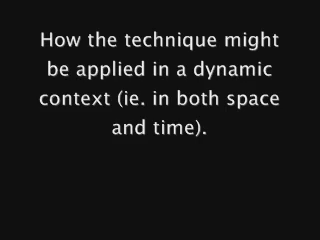 How the technique might
be applied in a dynamic
context (ie. in both space
and time).